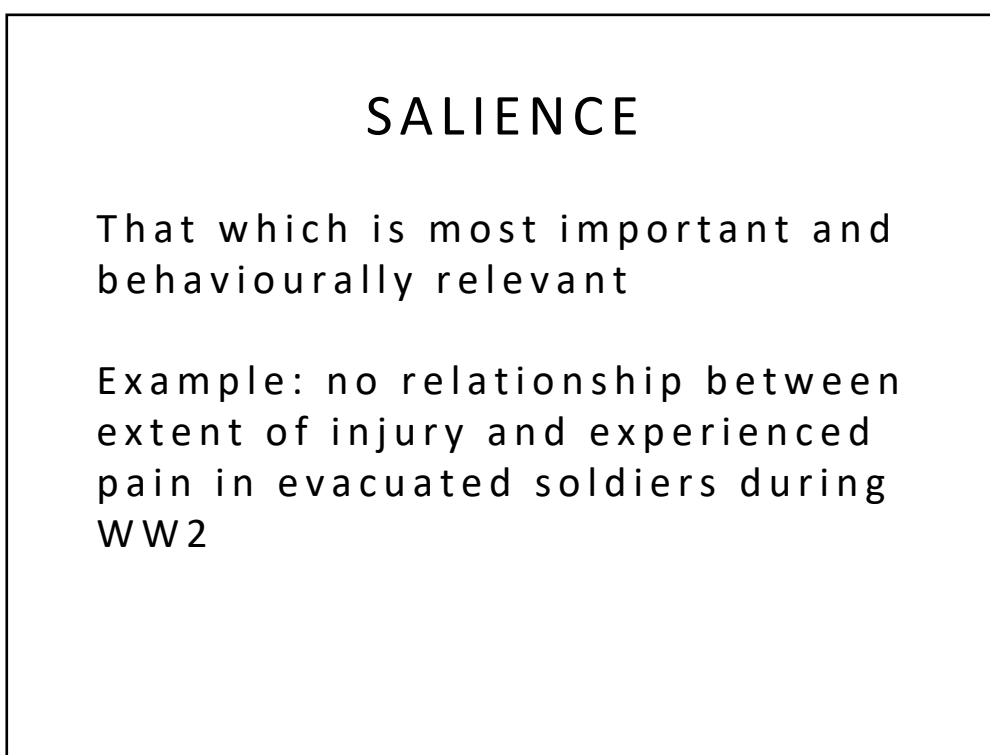 SALIENCE
That which is most important and
behaviourally relevant
Example: no relationship between
extent of injury and experienced
pain in evacuated soldiers during
WW2